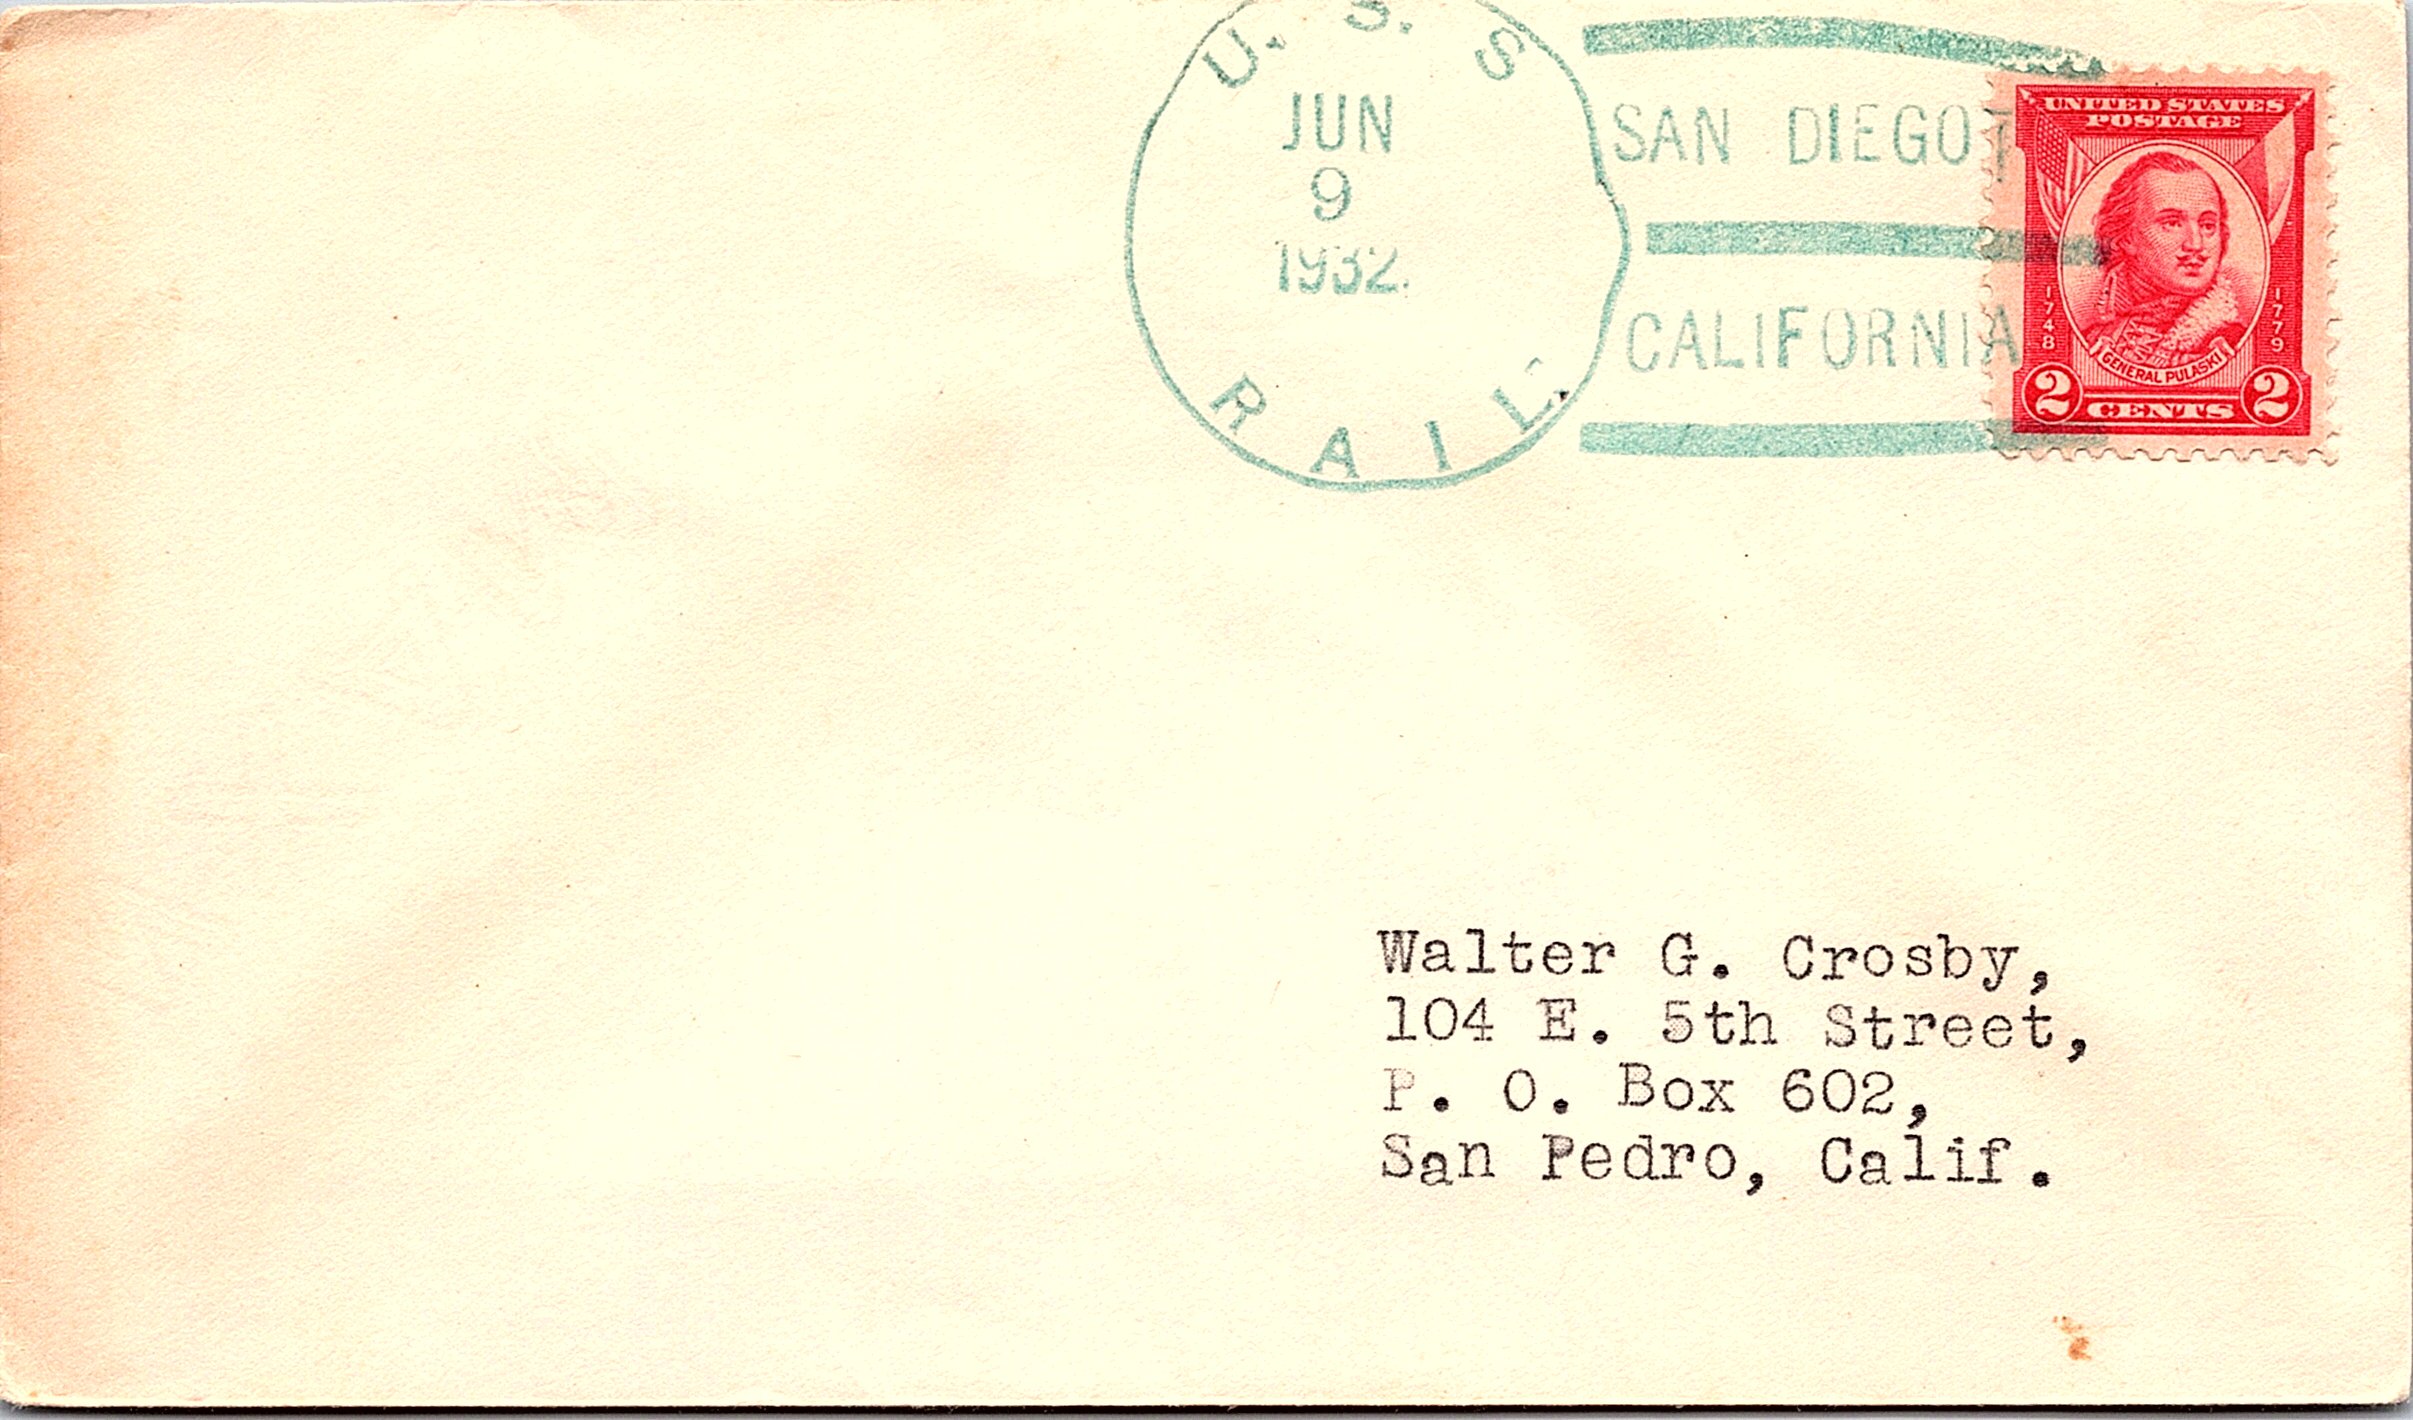 U. S. S
JUN
9
1932.
RAIL
SAN DIEGO
CALIFORNIA
UNITED STATES
POSTAGE
1748
1779
GENERAL PULASKI
2 CENTS 2
Walter G. Crosby,
104 E. 5th Street,
P. O. Box 602,
San Pedro, Calif.